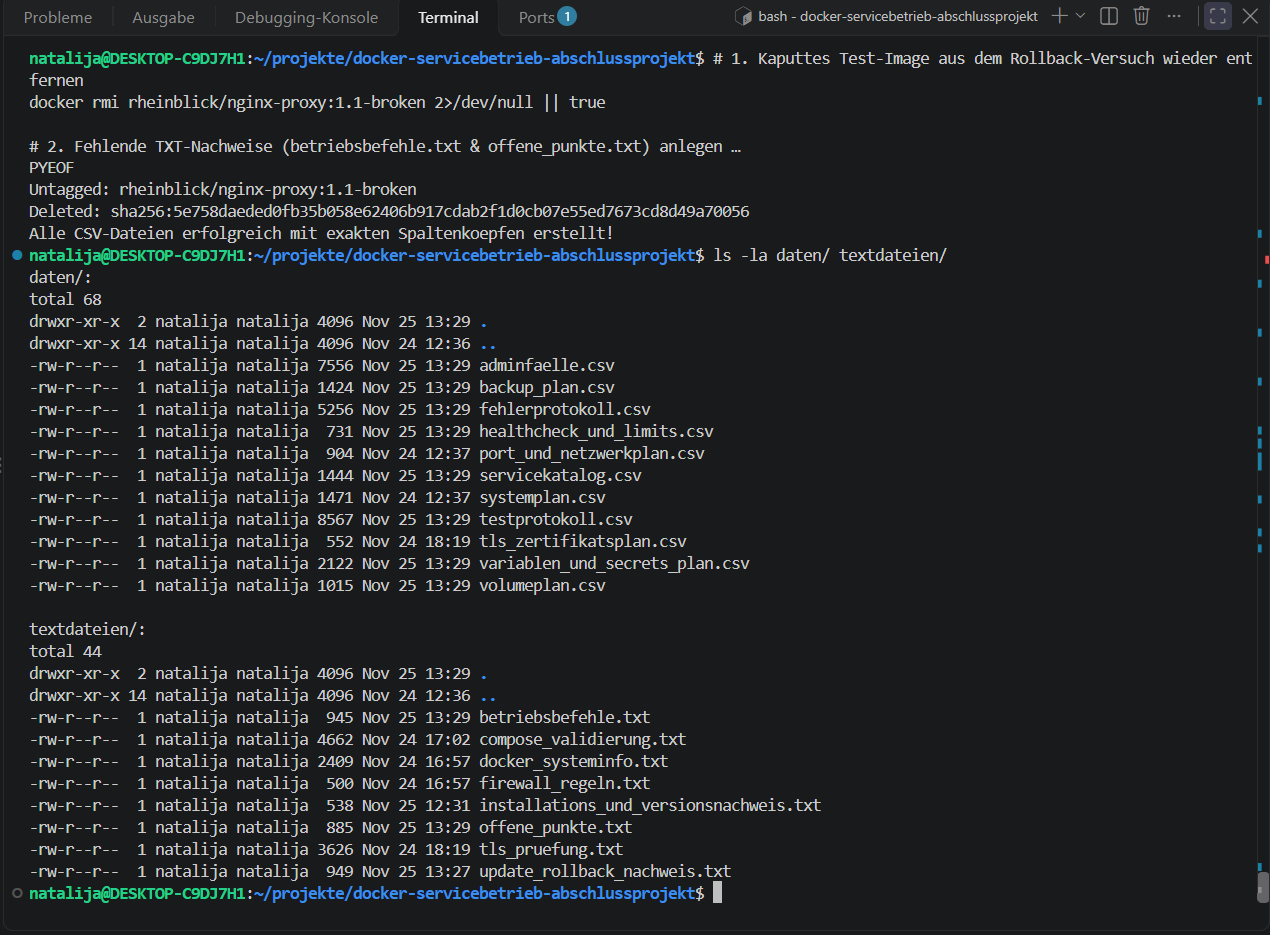 Probleme Ausgabe Debugging-Konsole Terminal Ports 1 bash - docker-servicebetrieb-abschlussprojekt
natalija@DESKTOP-C9DJ7H1:~/projekte/docker-servicebetrieb-abschlussprojekt$ # 1. Kaputtes Test-Image aus dem Rollback-Versuch wieder ent
fernen
docker rmi rheinblick/nginx-proxy:1.1-broken 2>/dev/null || true

# 2. Fehlende TXT-Nachweise (betriebsbefehle.txt & offene_punkte.txt) anlegen …
PYEOF
Untagged: rheinblick/nginx-proxy:1.1-broken
Deleted: sha256:5e758daeded0fb35b058e62406b917cdab2f1d0cb07e55ed7673cd8d49a70056
Alle CSV-Dateien erfolgreich mit exakten Spaltenkoepfen erstellt!
natalija@DESKTOP-C9DJ7H1:~/projekte/docker-servicebetrieb-abschlussprojekt$ ls -la daten/ textdateien/
daten/:
total 68
drwxr-xr-x  2 natalija natalija 4096 Nov 25 13:29 .
drwxr-xr-x 14 natalija natalija 4096 Nov 24 12:36 ..
-rw-r--r--  1 natalija natalija 7556 Nov 25 13:29 adminfaelle.csv
-rw-r--r--  1 natalija natalija 1424 Nov 25 13:29 backup_plan.csv
-rw-r--r--  1 natalija natalija 5256 Nov 25 13:29 fehlerprotokoll.csv
-rw-r--r--  1 natalija natalija  731 Nov 25 13:29 healthcheck_und_limits.csv
-rw-r--r--  1 natalija natalija  904 Nov 24 12:37 port_und_netzwerkplan.csv
-rw-r--r--  1 natalija natalija 1444 Nov 25 13:29 servicekatalog.csv
-rw-r--r--  1 natalija natalija 1471 Nov 24 12:37 systemplan.csv
-rw-r--r--  1 natalija natalija 8567 Nov 25 13:29 testprotokoll.csv
-rw-r--r--  1 natalija natalija  552 Nov 24 18:19 tls_zertifikatsplan.csv
-rw-r--r--  1 natalija natalija 2122 Nov 25 13:29 variablen_und_secrets_plan.csv
-rw-r--r--  1 natalija natalija 1015 Nov 25 13:29 volumeplan.csv

textdateien/:
total 44
drwxr-xr-x  2 natalija natalija 4096 Nov 25 13:29 .
drwxr-xr-x 14 natalija natalija 4096 Nov 24 12:36 ..
-rw-r--r--  1 natalija natalija  945 Nov 25 13:29 betriebsbefehle.txt
-rw-r--r--  1 natalija natalija 4662 Nov 24 17:02 compose_validierung.txt
-rw-r--r--  1 natalija natalija 2409 Nov 24 16:57 docker_systeminfo.txt
-rw-r--r--  1 natalija natalija  500 Nov 24 16:57 firewall_regeln.txt
-rw-r--r--  1 natalija natalija  538 Nov 25 12:31 installations_und_versionsnachweis.txt
-rw-r--r--  1 natalija natalija  885 Nov 25 13:29 offene_punkte.txt
-rw-r--r--  1 natalija natalija 3626 Nov 24 18:19 tls_pruefung.txt
-rw-r--r--  1 natalija natalija  949 Nov 25 13:27 update_rollback_nachweis.txt
natalija@DESKTOP-C9DJ7H1:~/projekte/docker-servicebetrieb-abschlussprojekt$